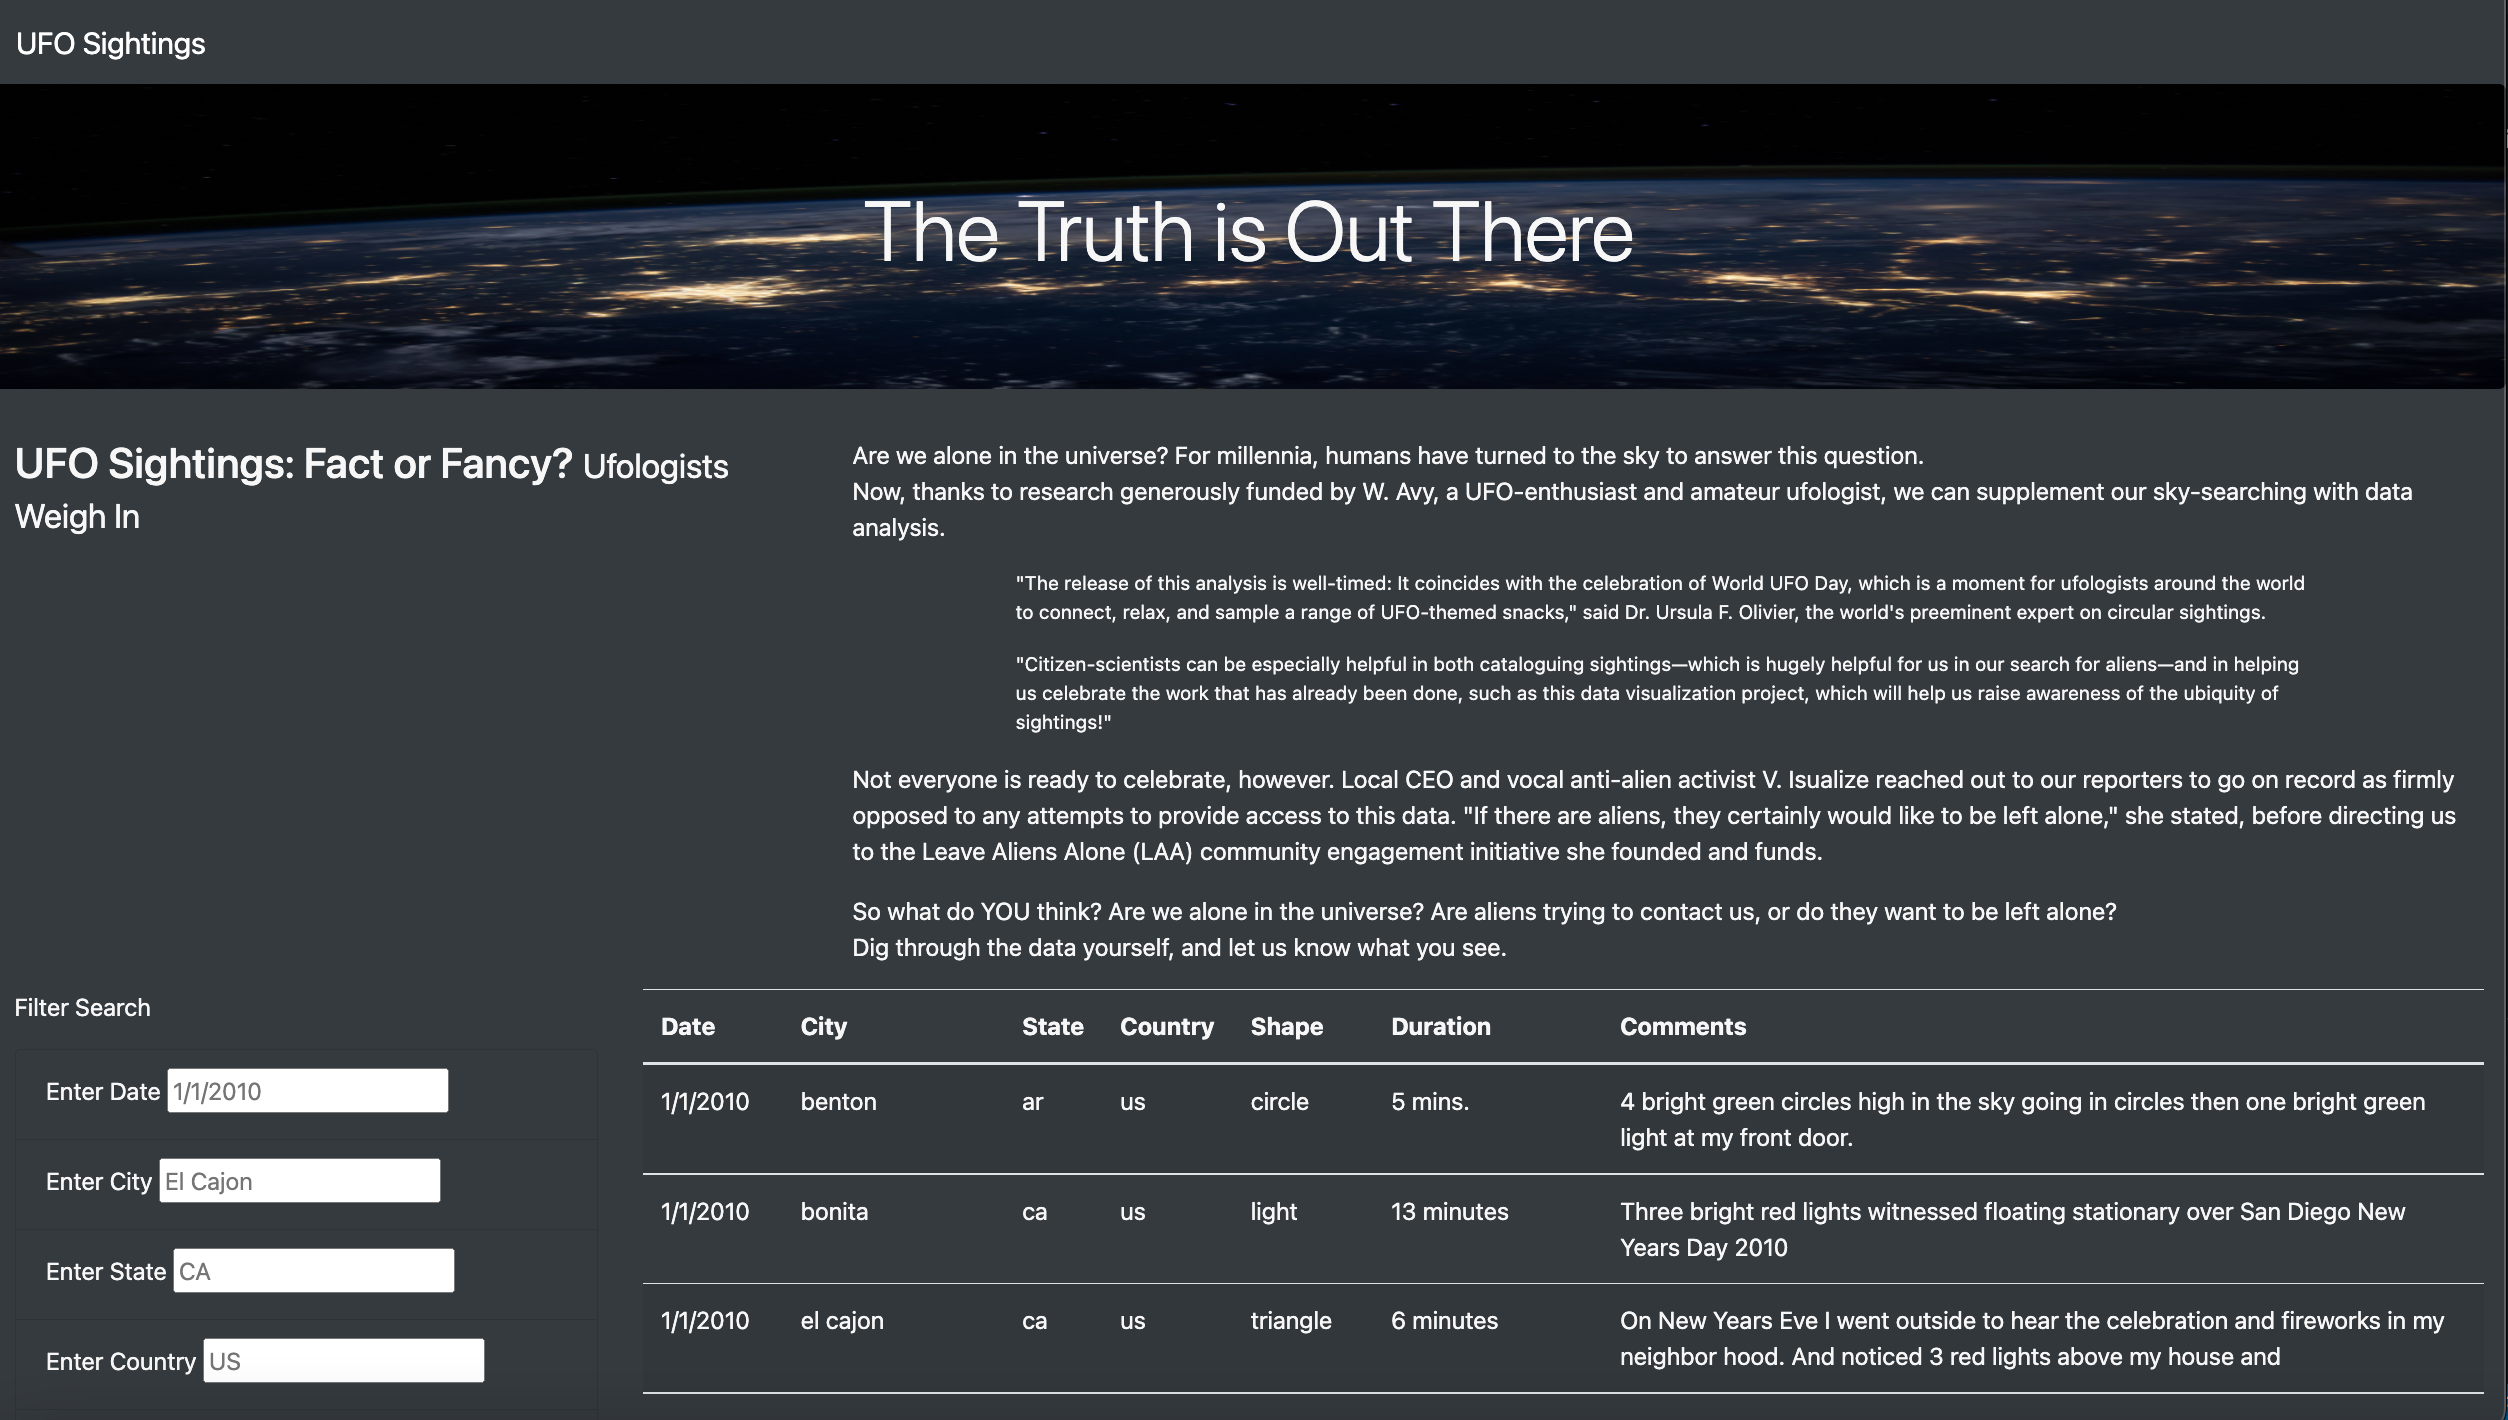 UFO Sightings
The Truth is Out There
UFO Sightings: Fact or Fancy? Ufologists
Weigh In
Are we alone in the universe? For millennia, humans have turned to the sky to answer this question.
Now, thanks to research generously funded by W. Avy, a UFO-enthusiast and amateur ufologist, we can supplement our sky-searching with data
analysis.
"The release of this analysis is well-timed: It coincides with the celebration of World UFO Day, which is a moment for ufologists around the world
to connect, relax, and sample a range of UFO-themed snacks," said Dr. Ursula F. Olivier, the world's preeminent expert on circular sightings.
"Citizen-scientists can be especially helpful in both cataloguing sightings—which is hugely helpful for us in our search for aliens—and in helping
us celebrate the work that has already been done, such as this data visualization project, which will help us raise awareness of the ubiquity of
sightings!"
Not everyone is ready to celebrate, however. Local CEO and vocal anti-alien activist V. Isualize reached out to our reporters to go on record as firmly
opposed to any attempts to provide access to this data. "If there are aliens, they certainly would like to be left alone," she stated, before directing us
to the Leave Aliens Alone (LAA) community engagement initiative she founded and funds.
So what do YOU think? Are we alone in the universe? Are aliens trying to contact us, or do they want to be left alone?
Dig through the data yourself, and let us know what you see.
Filter Search
Enter Date 1/1/2010
Enter City El Cajon
Enter State CA
Enter Country US
Date City State Country Shape Duration Comments
1/1/2010 benton ar us circle 5 mins. 4 bright green circles high in the sky going in circles then one bright green
light at my front door.
1/1/2010 bonita ca us light 13 minutes Three bright red lights witnessed floating stationary over San Diego New
Years Day 2010
1/1/2010 el cajon ca us triangle 6 minutes On New Years Eve I went outside to hear the celebration and fireworks in my
neighbor hood. And noticed 3 red lights above my house and